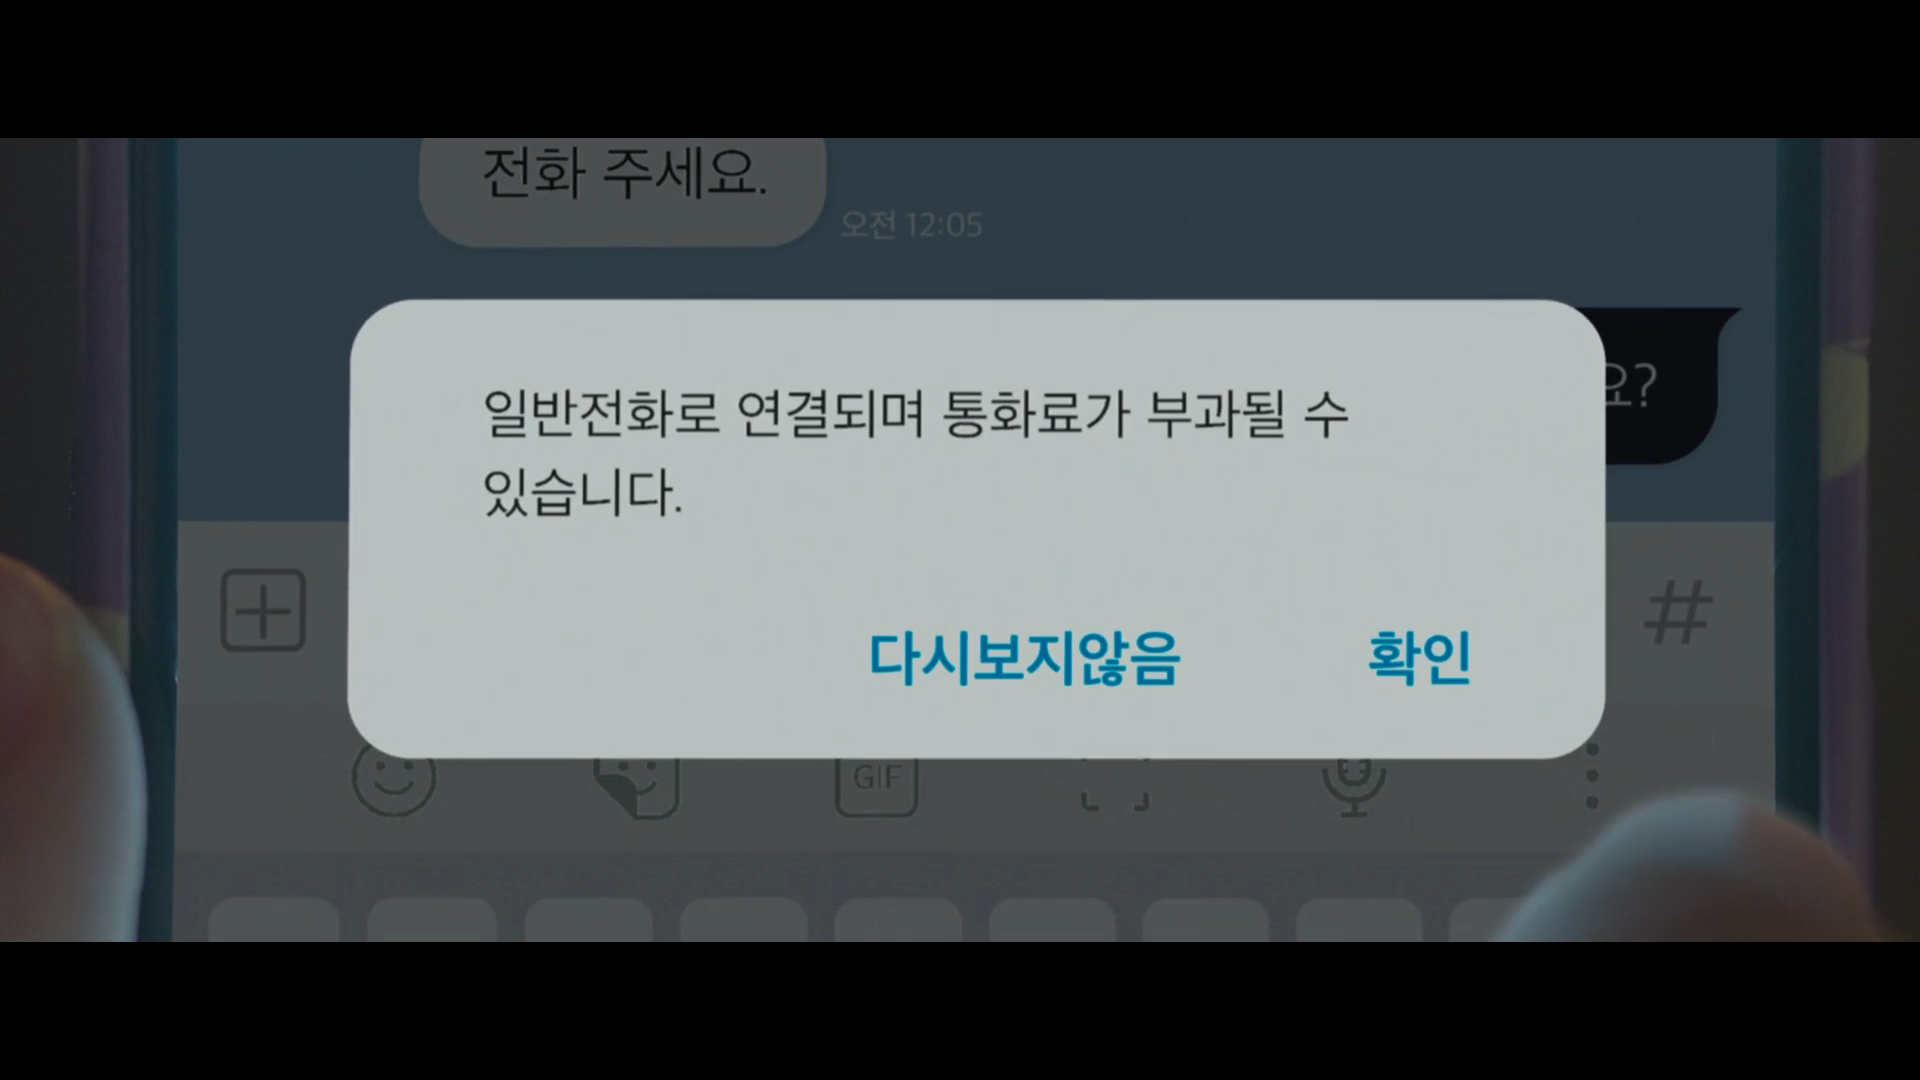 전화 주세요.
오전 12:05
요?
일반전화로 연결되며 통화료가 부과될 수
있습니다.
다시보지않음 확인
#
GIF